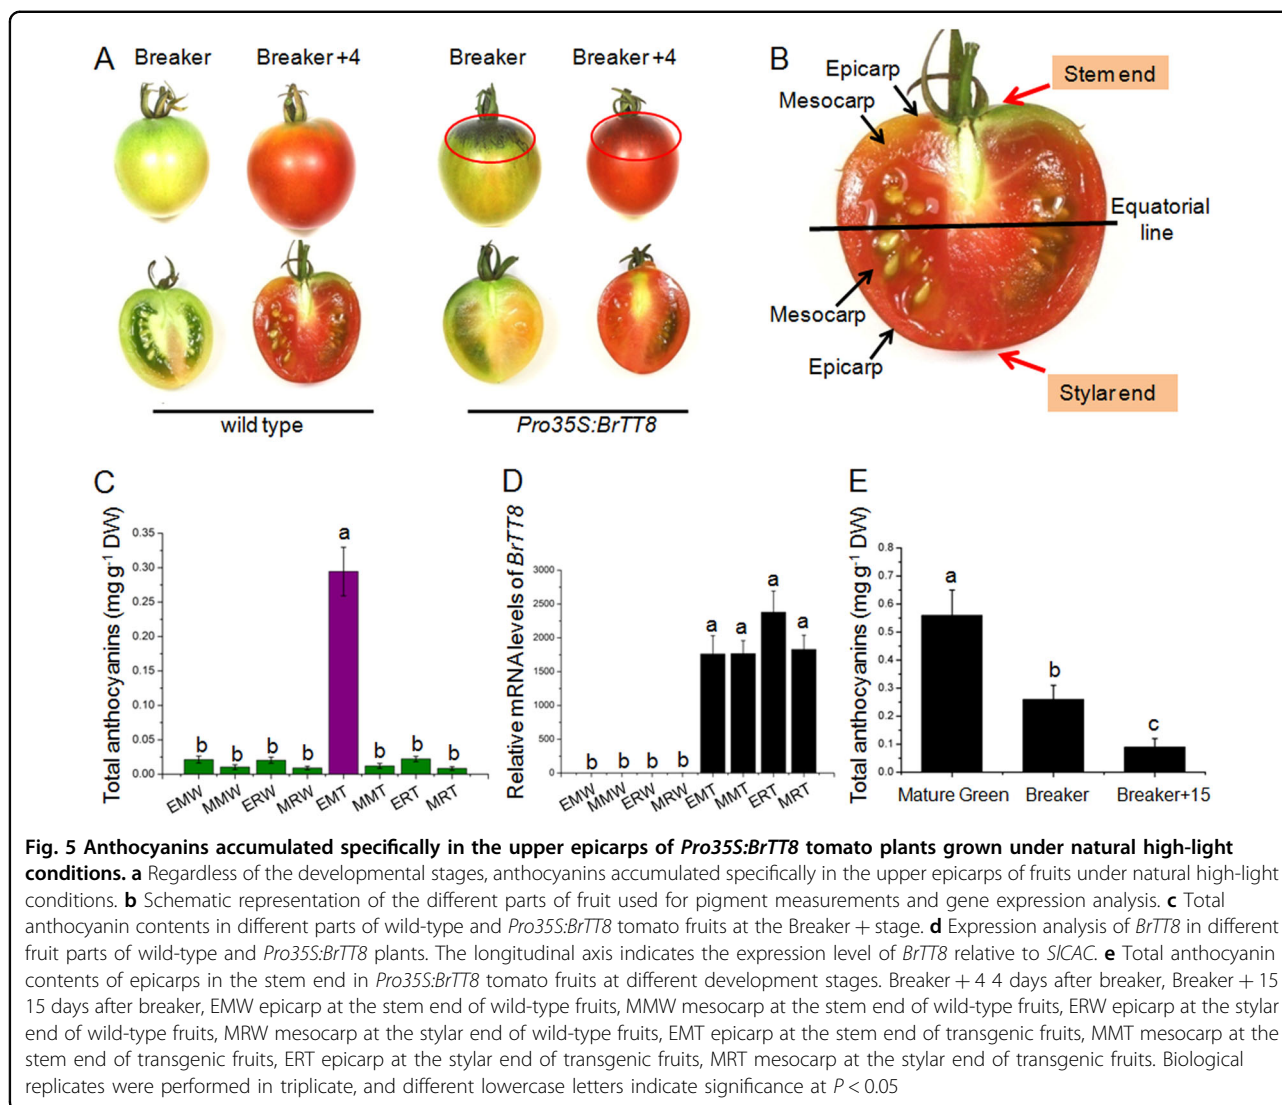 A
Breaker
Breaker +4
Breaker
Breaker +4
wild type
Pro35S:BrTT8
B
Epicarp
Mesocarp
Stem end
Equatorial
line
Mesocarp
Epicarp
Stylar end
C
Total anthocyanins (mg g⁻¹ DW)
0.35
0.30
0.25
0.20
0.15
0.10
0.05
0.00
b
b
b
b
a
b
b
b
EMW
MMW
ERW
MRW
EMT
MMT
ERT
MRT
D
Relative mRNA levels of BrTT8
3000
2500
2000
1500
1000
500
0
b
b
b
b
a
a
a
a
EMW
MMW
ERW
MRW
EMT
MMT
ERT
MRT
E
Total anthocyanins (mg g⁻¹ DW)
0.8
0.7
0.6
0.5
0.4
0.3
0.2
0.1
0.0
a
b
c
Mature Green
Breaker
Breaker+15
Fig. 5 Anthocyanins accumulated specifically in the upper epicarps of Pro35S:BrTT8 tomato plants grown under natural high-light
conditions. a Regardless of the developmental stages, anthocyanins accumulated specifically in the upper epicarps of fruits under natural high-light
conditions. b Schematic representation of the different parts of fruit used for pigment measurements and gene expression analysis. c Total
anthocyanin contents in different parts of wild-type and Pro35S:BrTT8 tomato fruits at the Breaker + stage. d Expression analysis of BrTT8 in different
fruit parts of wild-type and Pro35S:BrTT8 plants. The longitudinal axis indicates the expression level of BrTT8 relative to SlCAC. e Total anthocyanin
contents of epicarps in the stem end in Pro35S:BrTT8 tomato fruits at different development stages. Breaker + 4 4 days after breaker, Breaker + 15
15 days after breaker, EMW epicarp at the stem end of wild-type fruits, MMW mesocarp at the stem end of wild-type fruits, ERW epicarp at the stylar
end of wild-type fruits, MRW mesocarp at the stylar end of wild-type fruits, EMT epicarp at the stem end of transgenic fruits, MMT mesocarp at the
stem end of transgenic fruits, ERT epicarp at the stylar end of transgenic fruits, MRT mesocarp at the stylar end of transgenic fruits. Biological
replicates were performed in triplicate, and different lowercase letters indicate significance at P < 0.05